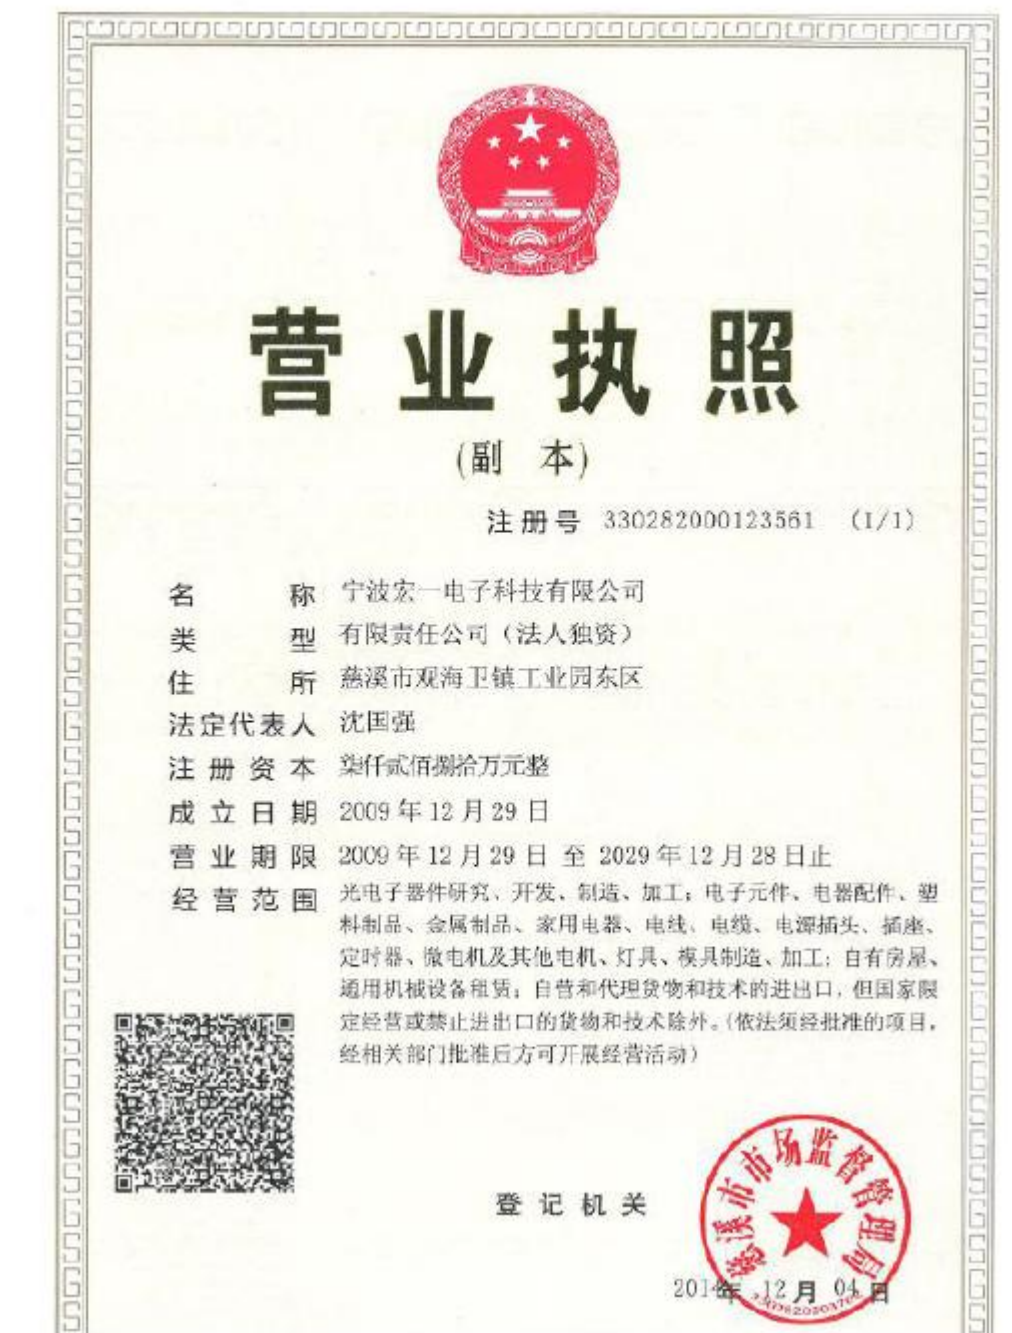 营业执照
(副 本)
注册号 330282000123561 (1/1)
名称 宁波宏一电子科技有限公司
类型 有限责任公司（法人独资）
住所 慈溪市观海卫镇工业园东区
法定代表人 沈国强
注册资本 柒仟贰佰捌拾万元整
成立日期 2009年12月29日
营业期限 2009年12月29日 至 2029年12月28日止
经营范围 光电子器件研究、开发、制造、加工；电子元件、电器配件、塑
料制品、金属制品、家用电器、电线、电缆、电源插头、插座、
定时器、微电机及其他电机、灯具、模具制造、加工；自有房屋、
通用机械设备租赁；自营和代理货物和技术的进出口，但国家限
定经营或禁止进出口的货物和技术除外。(依法须经批准的项目，
经相关部门批准后方可开展经营活动)
慈溪市市场监督管理局
登记机关
2014年 12月 04日